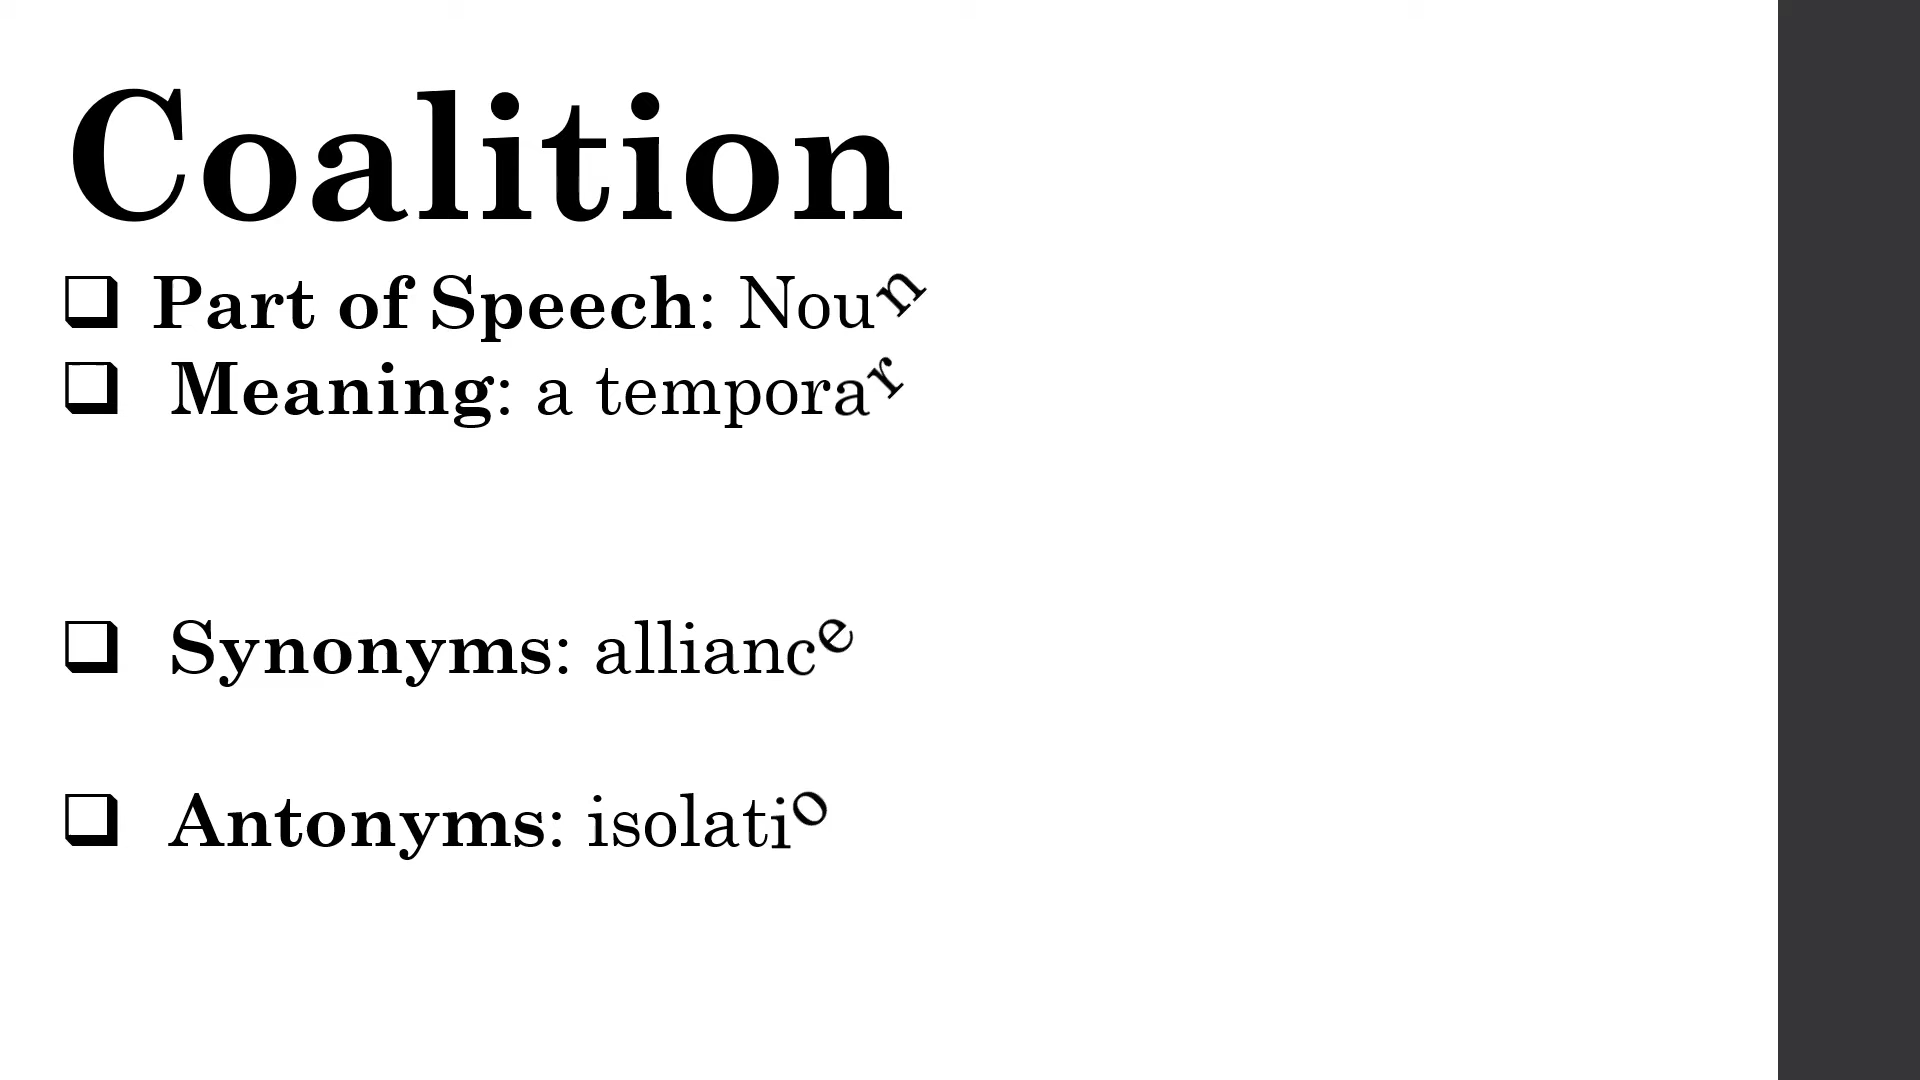 Coalition
Part of Speech: Noun
Meaning: a temporar
Synonyms: alliance
Antonyms: isolatio